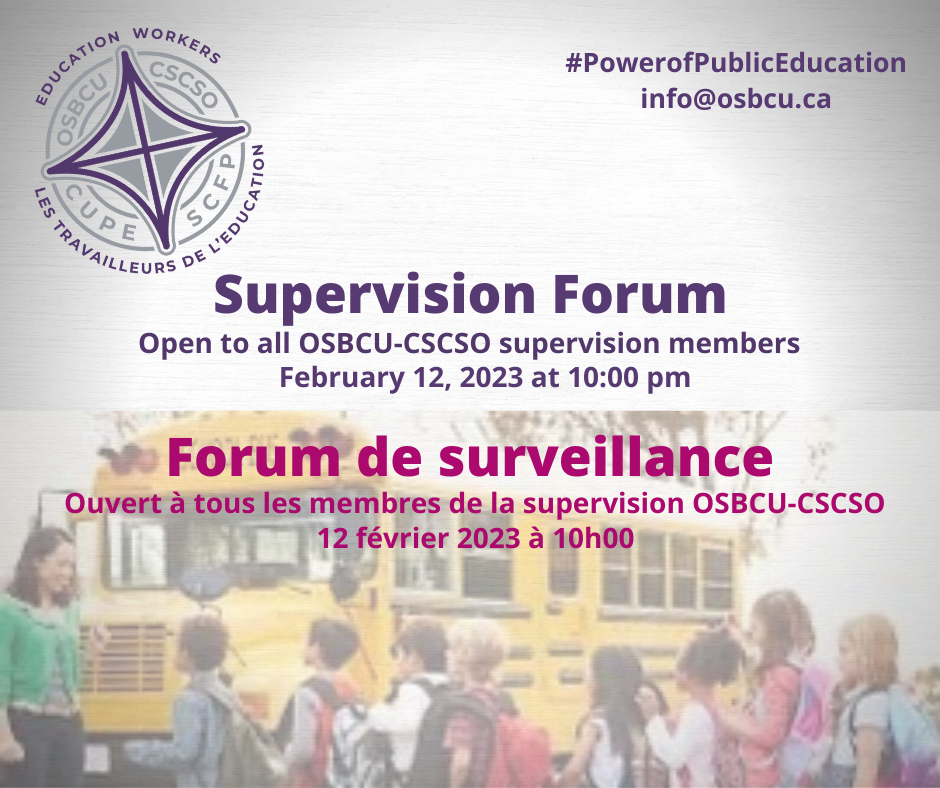 EDUCATION WORKERS
OSBCU
CSCSO
CUPE
SCFP
LES TRAVAILLEURS DE L'EDUCATION
#PowerofPublicEducation
info@osbcu.ca
Supervision Forum
Open to all OSBCU-CSCSO supervision members
February 12, 2023 at 10:00 pm
Forum de surveillance
Ouvert à tous les membres de la supervision OSBCU-CSCSO
12 février 2023 à 10h00